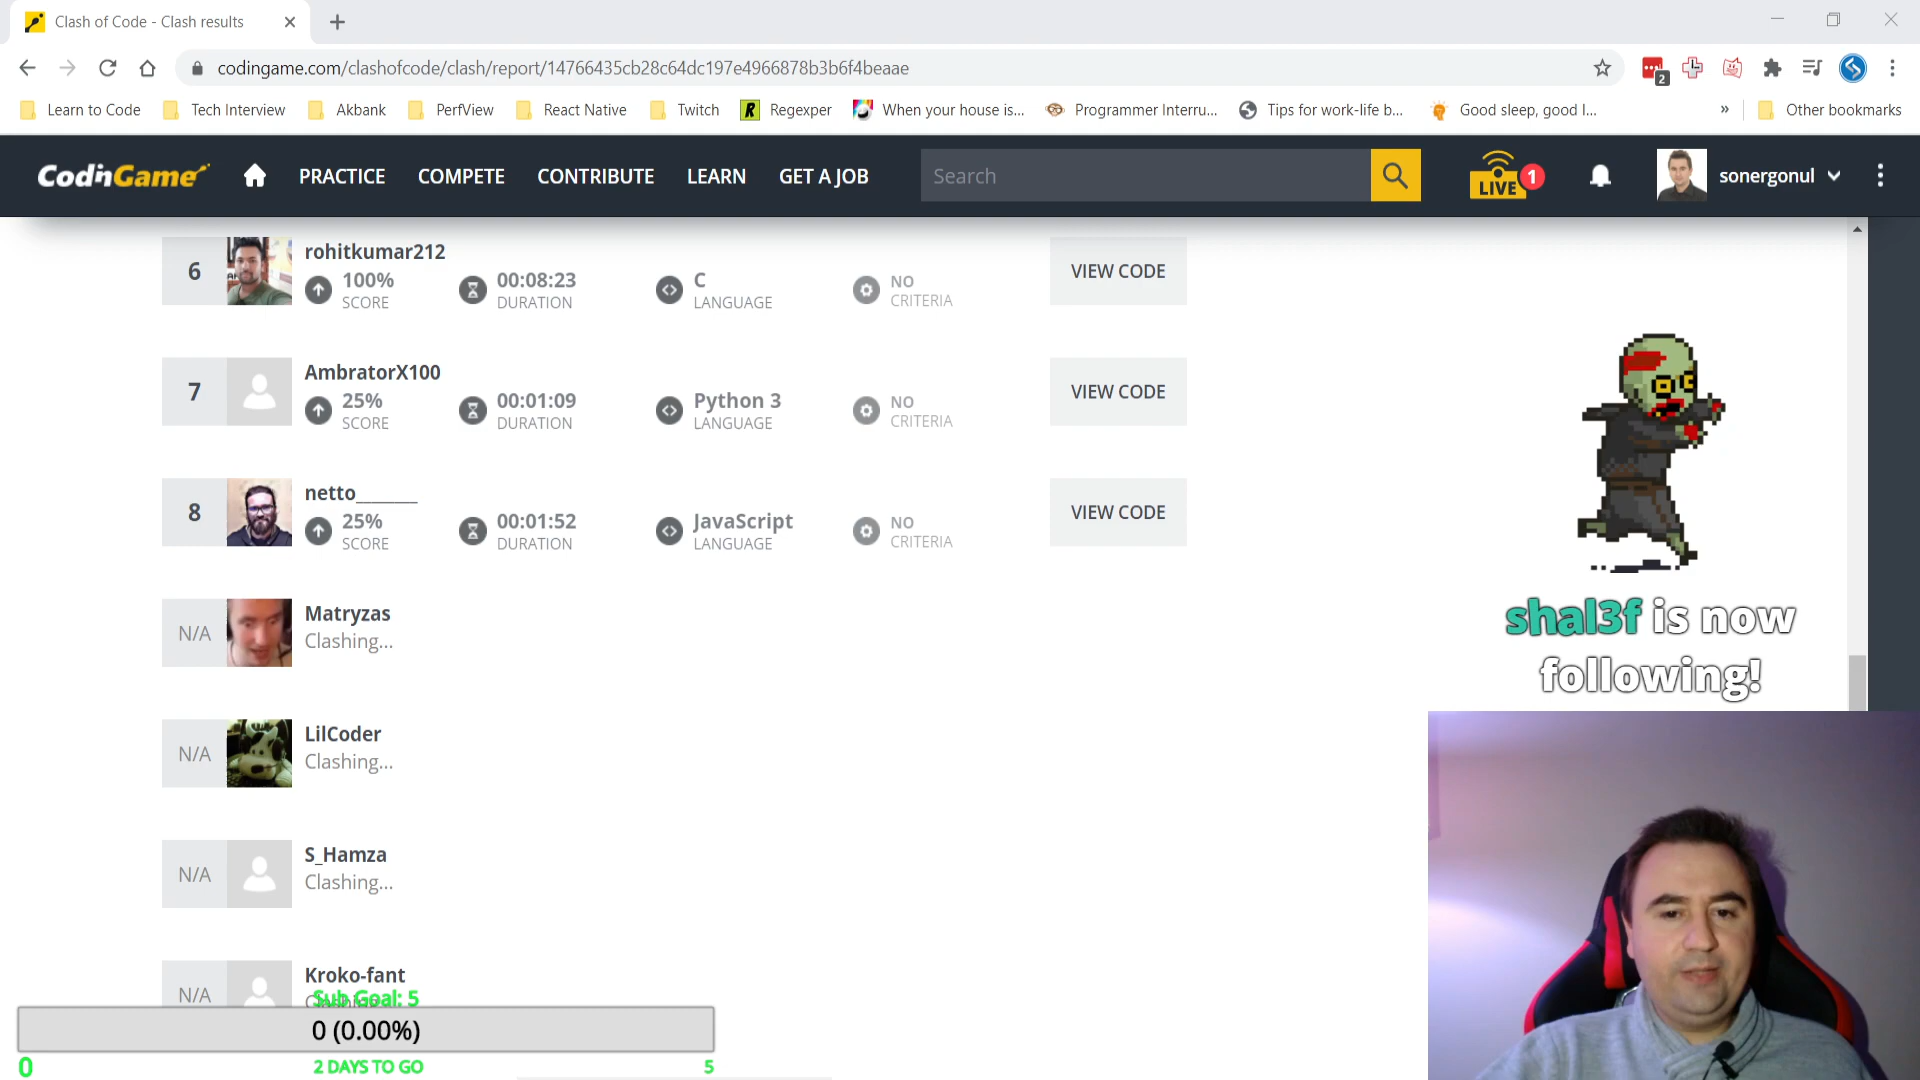 Clash of Code - Clash results
codingame.com/clashofcode/clash/report/14766435cb28c64dc197e4966878b3b6f4beaae
2
Learn to Code
Tech Interview
Akbank
PerfView
React Native
Twitch
R
Regexper
When your house is...
Programmer Interru...
Tips for work-life b...
Good sleep, good l...
»
Other bookmarks
CodinGame
PRACTICE
COMPETE
CONTRIBUTE
LEARN
GET A JOB
Search
LIVE
1
sonergonul
6
rohitkumar212
100%
SCORE
00:08:23
DURATION
C
LANGUAGE
NO
CRITERIA
VIEW CODE
7
AmbratorX100
25%
SCORE
00:01:09
DURATION
Python 3
LANGUAGE
NO
CRITERIA
VIEW CODE
8
netto________
25%
SCORE
00:01:52
DURATION
JavaScript
LANGUAGE
NO
CRITERIA
VIEW CODE
N/A
Matryzas
Clashing...
N/A
LilCoder
Clashing...
N/A
S_Hamza
Clashing...
N/A
Kroko-fant
shal3f is now
following!
Sub Goal: 5
0 (0.00%)
0
2 DAYS TO GO
5